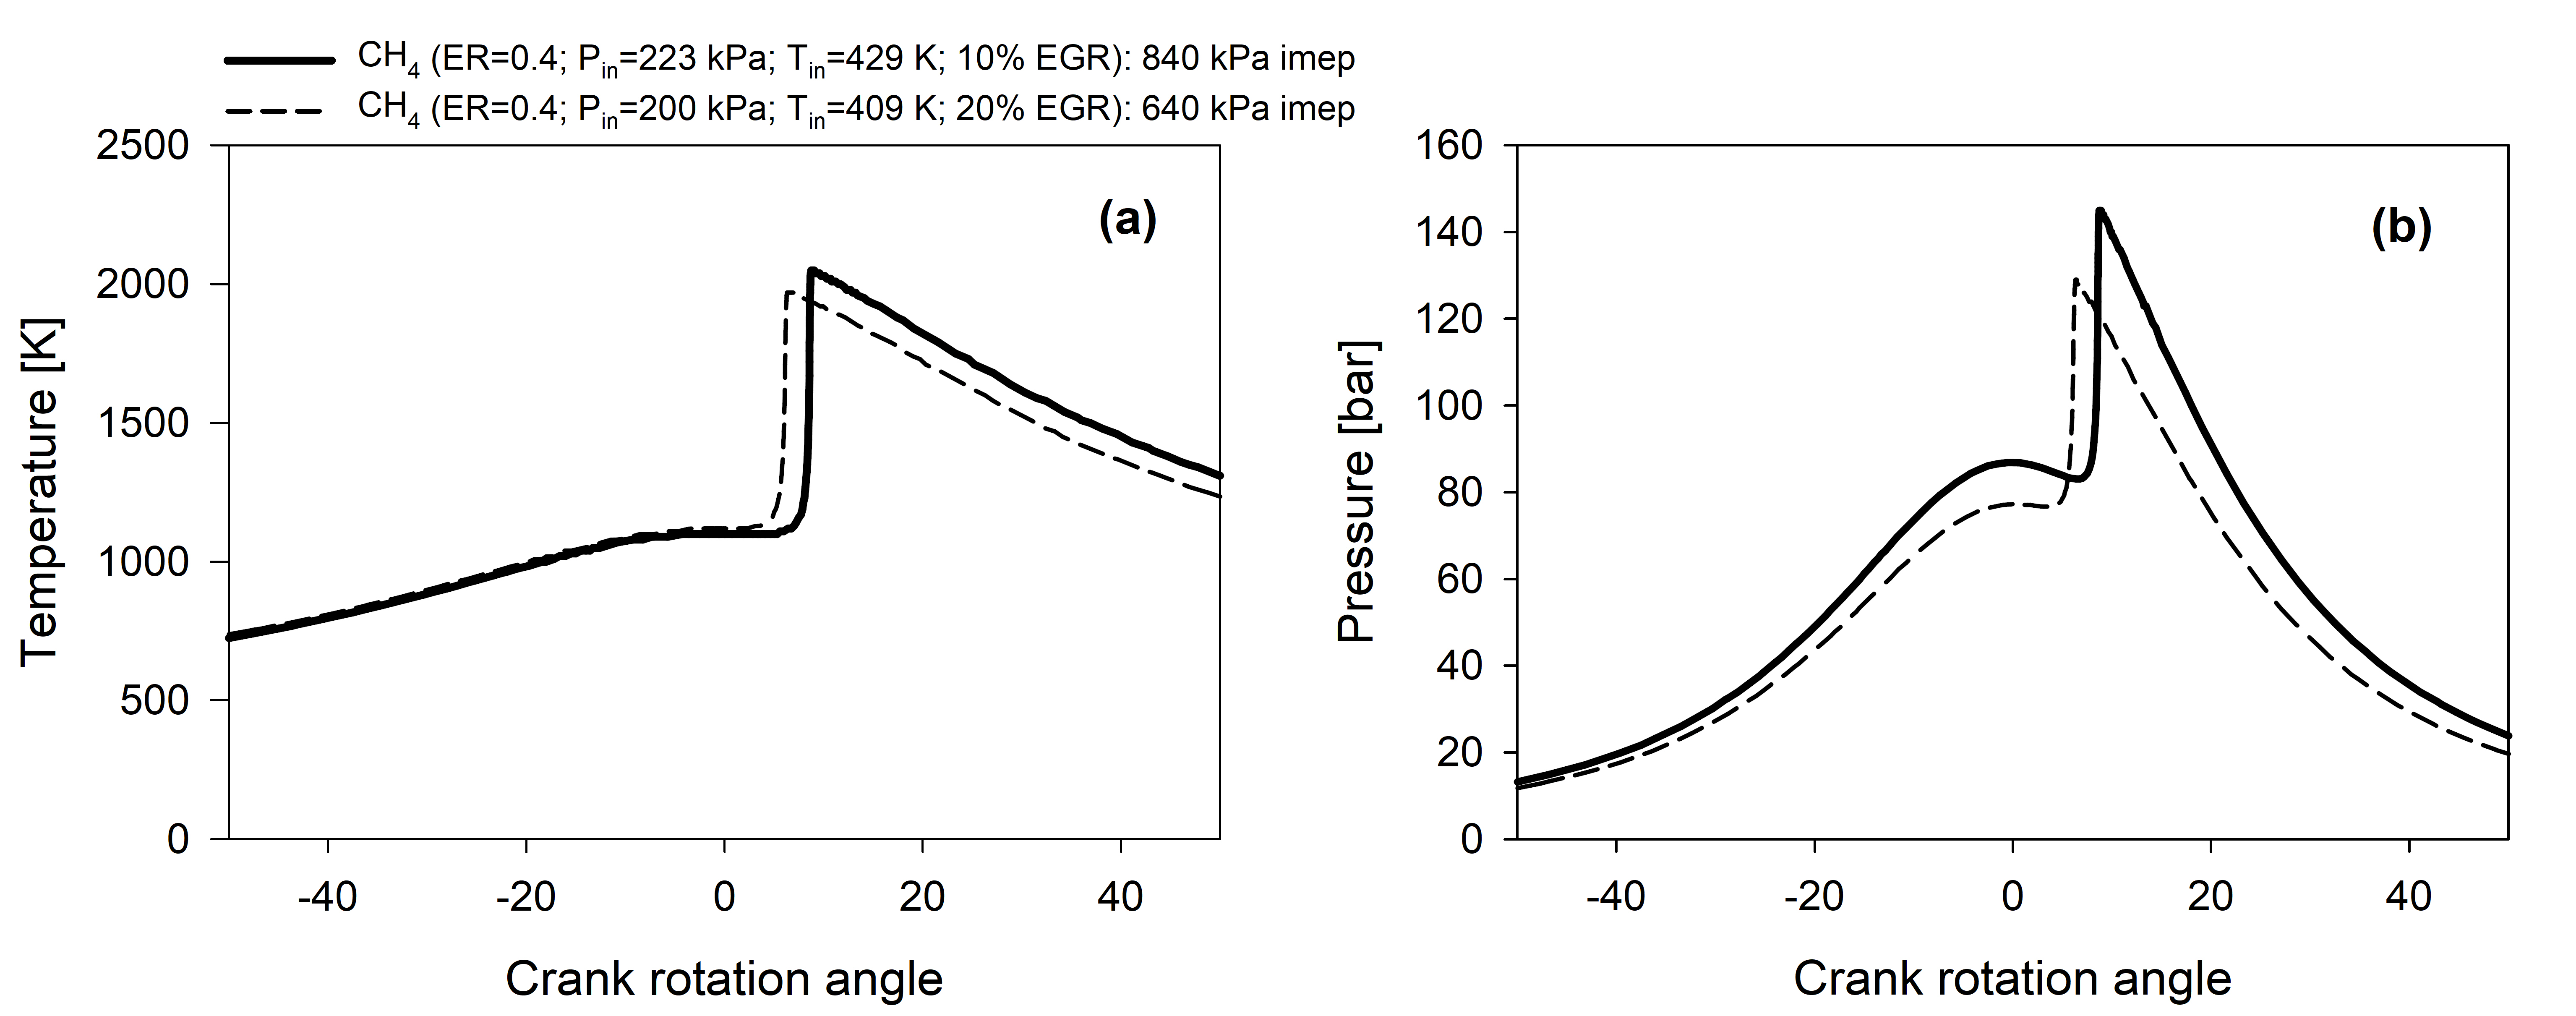 CH4 (ER=0.4; Pin=223 kPa; Tin=429 K; 10% EGR): 840 kPa imep
CH4 (ER=0.4; Pin=200 kPa; Tin=409 K; 20% EGR): 640 kPa imep
(a)
Temperature [K]
2500
2000
1500
1000
500
0
-40 -20 0 20 40
Crank rotation angle
(b)
Pressure [bar]
160
140
120
100
80
60
40
20
0
-40 -20 0 20 40
Crank rotation angle